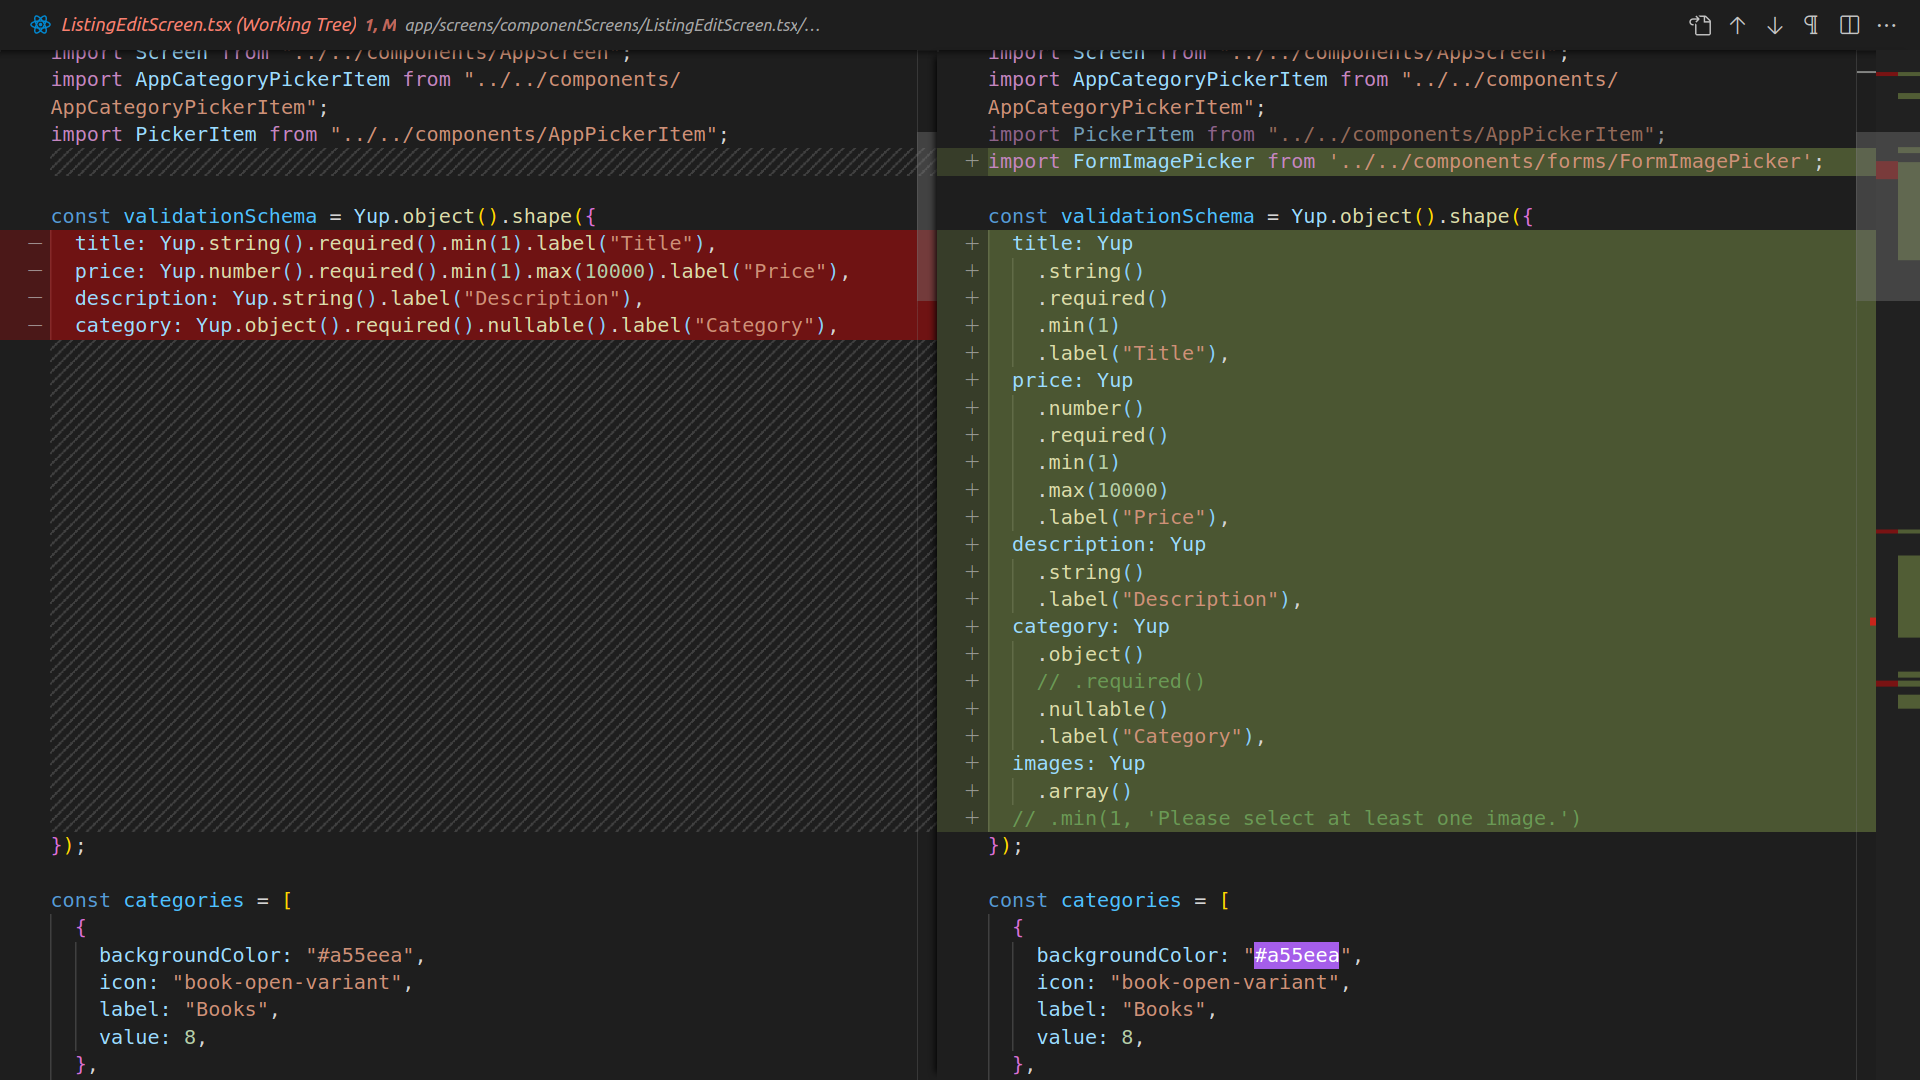 ListingEditScreen.tsx (Working Tree) 1, M app/screens/componentScreens/ListingEditScreen.tsx/...
import Screen from "../../components/AppScreen";
import AppCategoryPickerItem from "../../components/
AppCategoryPickerItem";
import PickerItem from "../../components/AppPickerItem";
const validationSchema = Yup.object().shape({
— title: Yup.string().required().min(1).label("Title"),
— price: Yup.number().required().min(1).max(10000).label("Price"),
— description: Yup.string().label("Description"),
— category: Yup.object().required().nullable().label("Category"),
});
const categories = [
{
backgroundColor: "#a55eea",
icon: "book-open-variant",
label: "Books",
value: 8,
},
import Screen from "../../components/AppScreen";
import AppCategoryPickerItem from "../../components/
AppCategoryPickerItem";
import PickerItem from "../../components/AppPickerItem";
+ import FormImagePicker from '../../components/forms/FormImagePicker';
const validationSchema = Yup.object().shape({
+ title: Yup
+ .string()
+ .required()
+ .min(1)
+ .label("Title"),
+ price: Yup
+ .number()
+ .required()
+ .min(1)
+ .max(10000)
+ .label("Price"),
+ description: Yup
+ .string()
+ .label("Description"),
+ category: Yup
+ .object()
+ // .required()
+ .nullable()
+ .label("Category"),
+ images: Yup
+ .array()
+ // .min(1, 'Please select at least one image.')
});
const categories = [
{
backgroundColor: "#a55eea",
icon: "book-open-variant",
label: "Books",
value: 8,
},